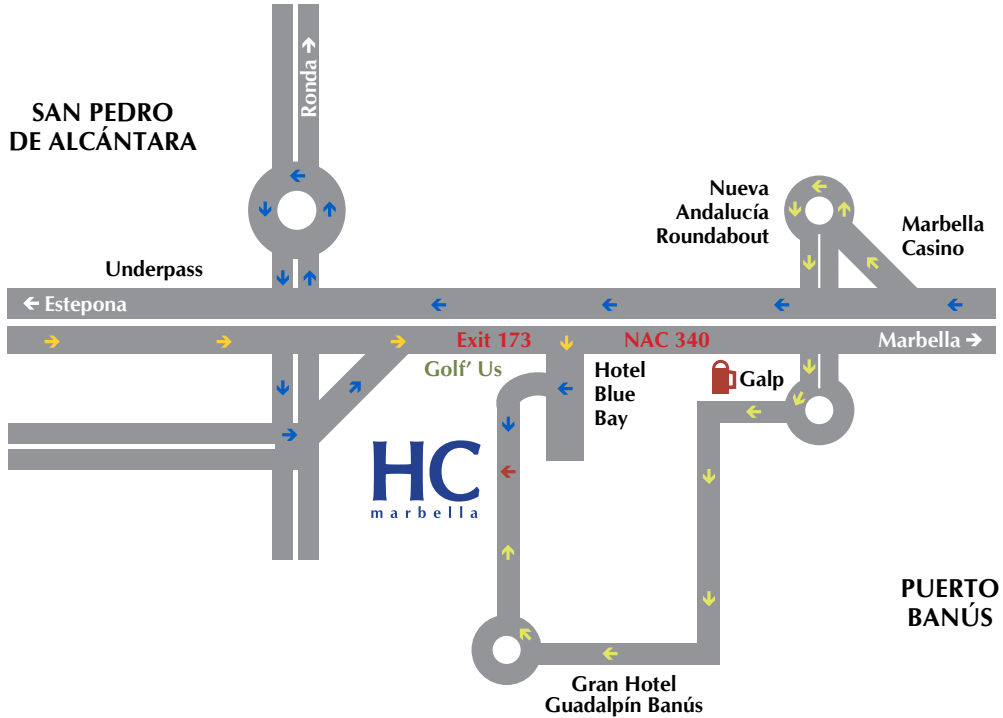 Ronda
SAN PEDRO
DE ALCÁNTARA
Nueva
Andalucía
Roundabout
Marbella
Casino
Underpass
Estepona
Exit 173
NAC 340
Marbella
Golf' Us
Hotel
Blue
Bay
Galp
HC
marbella
PUERTO
BANÚS
Gran Hotel
Guadalpín Banús